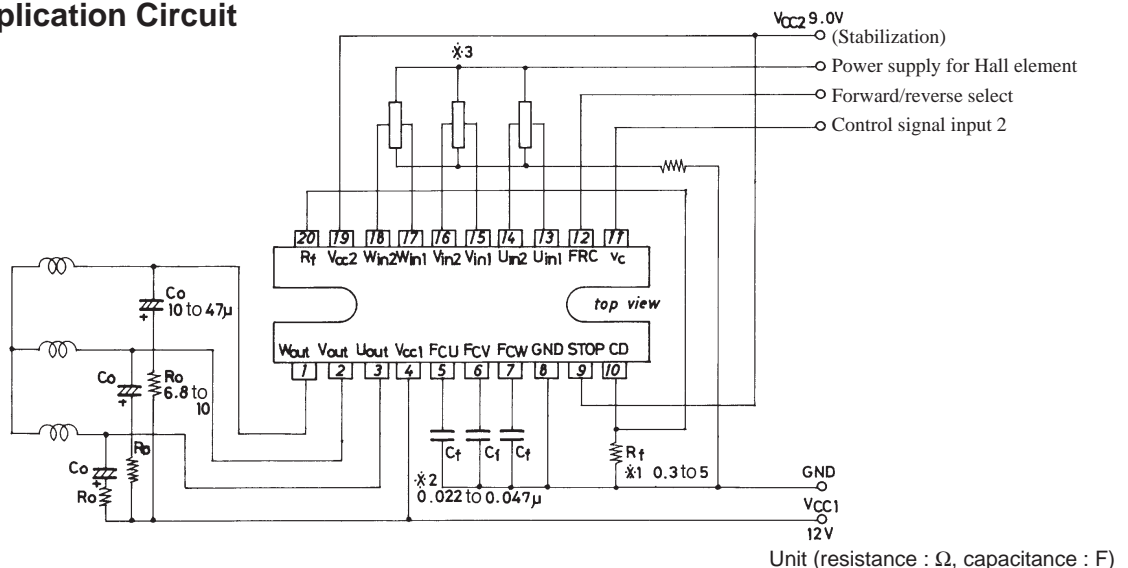 plication Circuit
VCC2 9.0V
(Stabilization)
※3
Power supply for Hall element
Forward/reverse select
Control signal input 2
20 19 18 17 16 15 14 13 12 11
Rf Vcc2 Win2 Win1 Vin2 Vin1 Uin2 Uin1 FRC Vc
top view
Co
10 to 47μ
+
Wout Vout Uout Vcc1 FCU FCV FCW GND STOP CD
1 2 3 4 5 6 7 8 9 10
Co
+
Ro
6.8 to
10
Cf Cf Cf
Rf
※1 0.3 to 5
Ro
Co
+
Ro
※2
0.022 to 0.047μ
GND
VCC1
12V
Unit (resistance : Ω, capacitance : F)